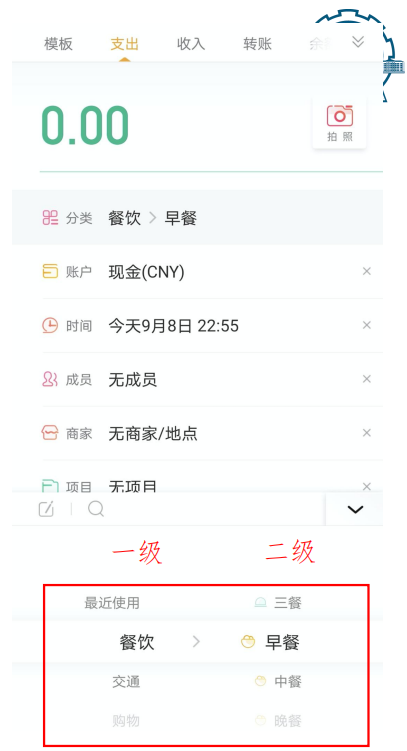 模板 支出 收入 转账 余
0.00
拍照
分类 餐饮 > 早餐
账户 现金(CNY) ×
时间 今天9月8日 22:55 ×
成员 无成员 ×
商家 无商家/地点 ×
项目 无项目 ×
一级 二级
最近使用 三餐
餐饮 > 早餐
交通 中餐
购物 晚餐